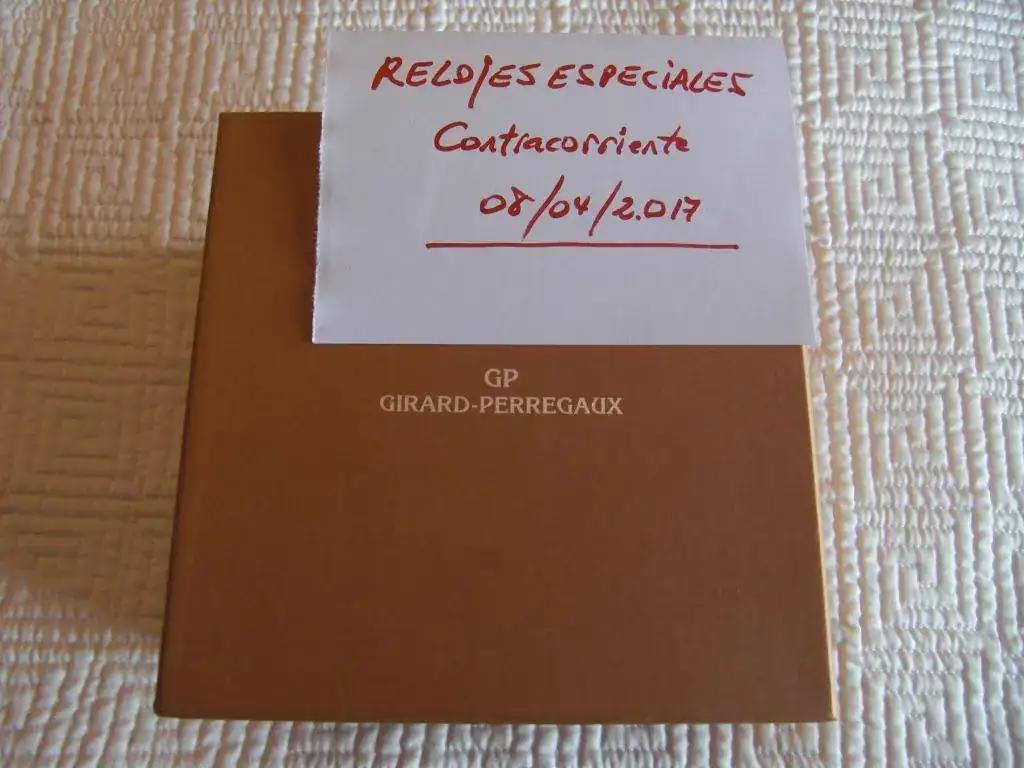 RELOJES ESPECIALES
Contracorriente
08/04/2.017
GP
GIRARD-PERREGAUX